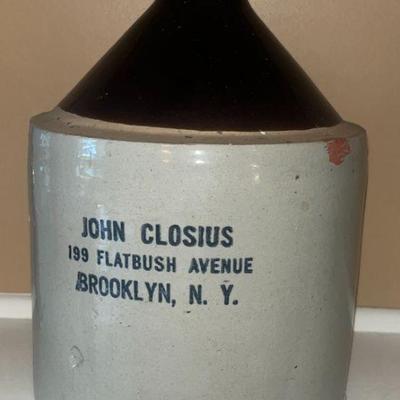 JOHN CLOSIUS
199 FLATBUSH AVENUE
BROOKLYN, N. Y.